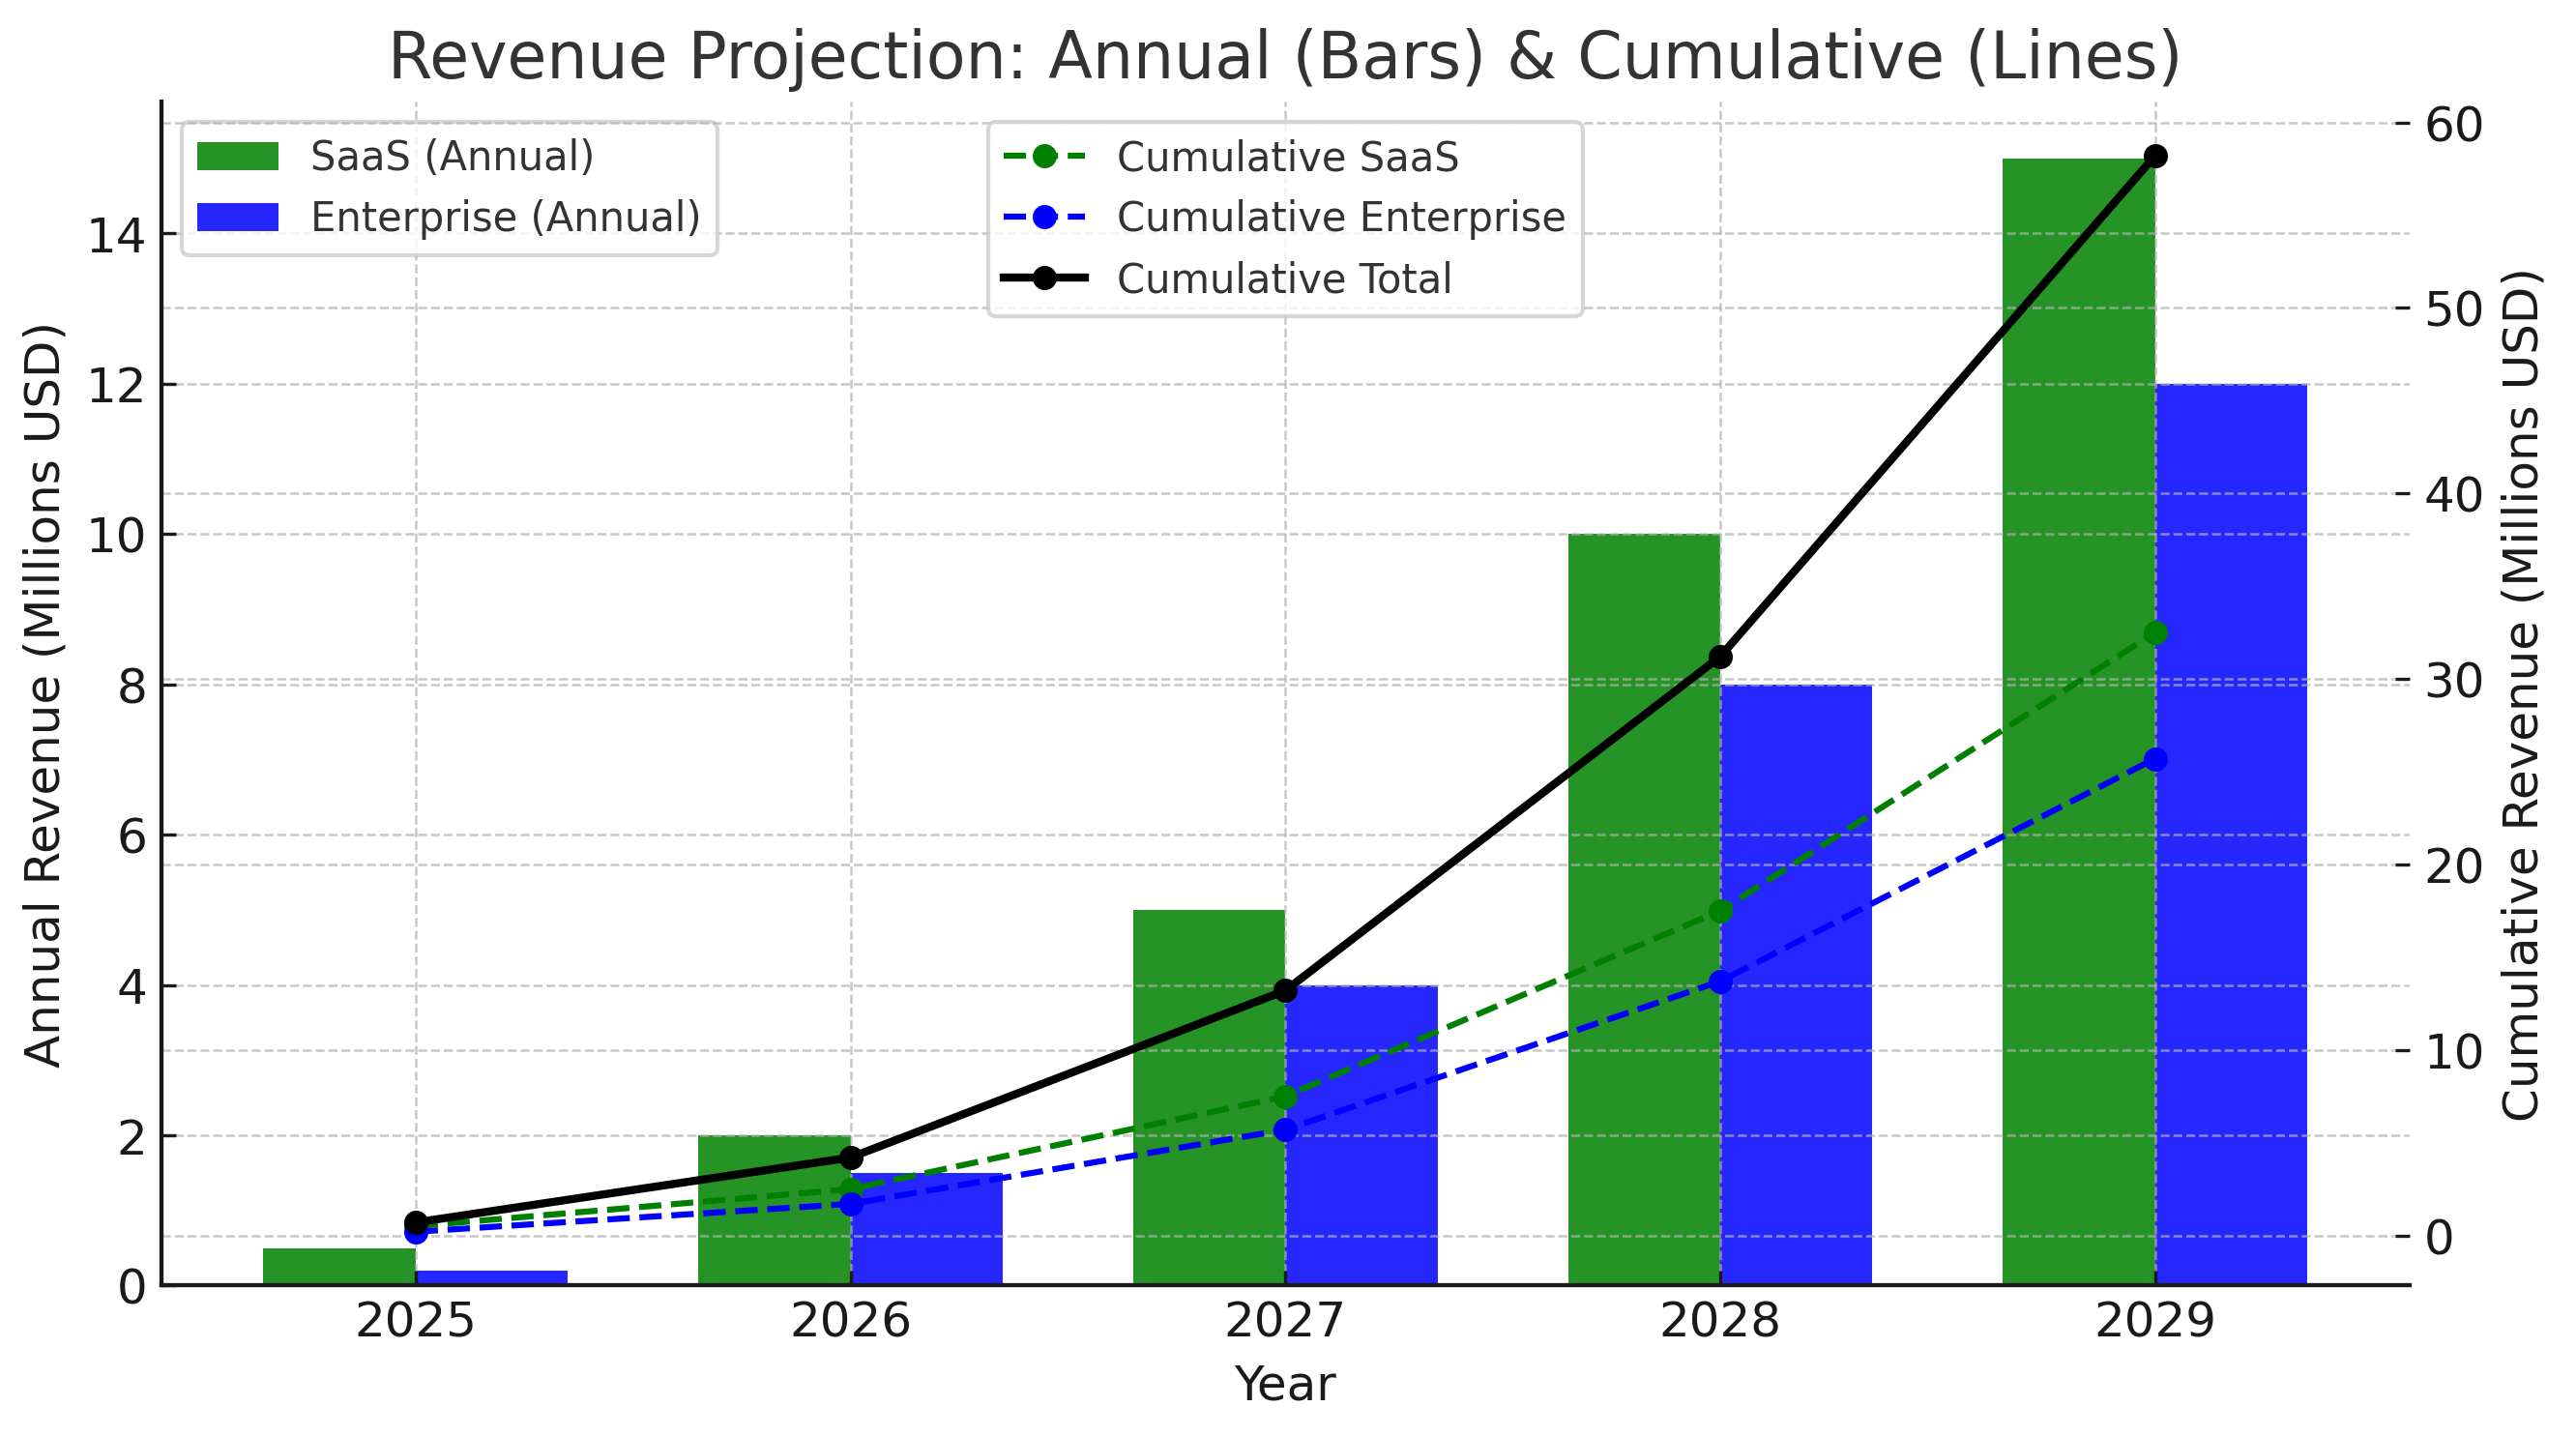 Revenue Projection: Annual (Bars) & Cumulative (Lines)
SaaS (Annual)
Enterprise (Annual)
Cumulative SaaS
Cumulative Enterprise
Cumulative Total
Annual Revenue (Millions USD)
14
12
10
8
6
4
2
0
60
50
40
30
20
10
0
Cumulative Revenue (Millions USD)
2025 2026 2027 2028 2029
Year